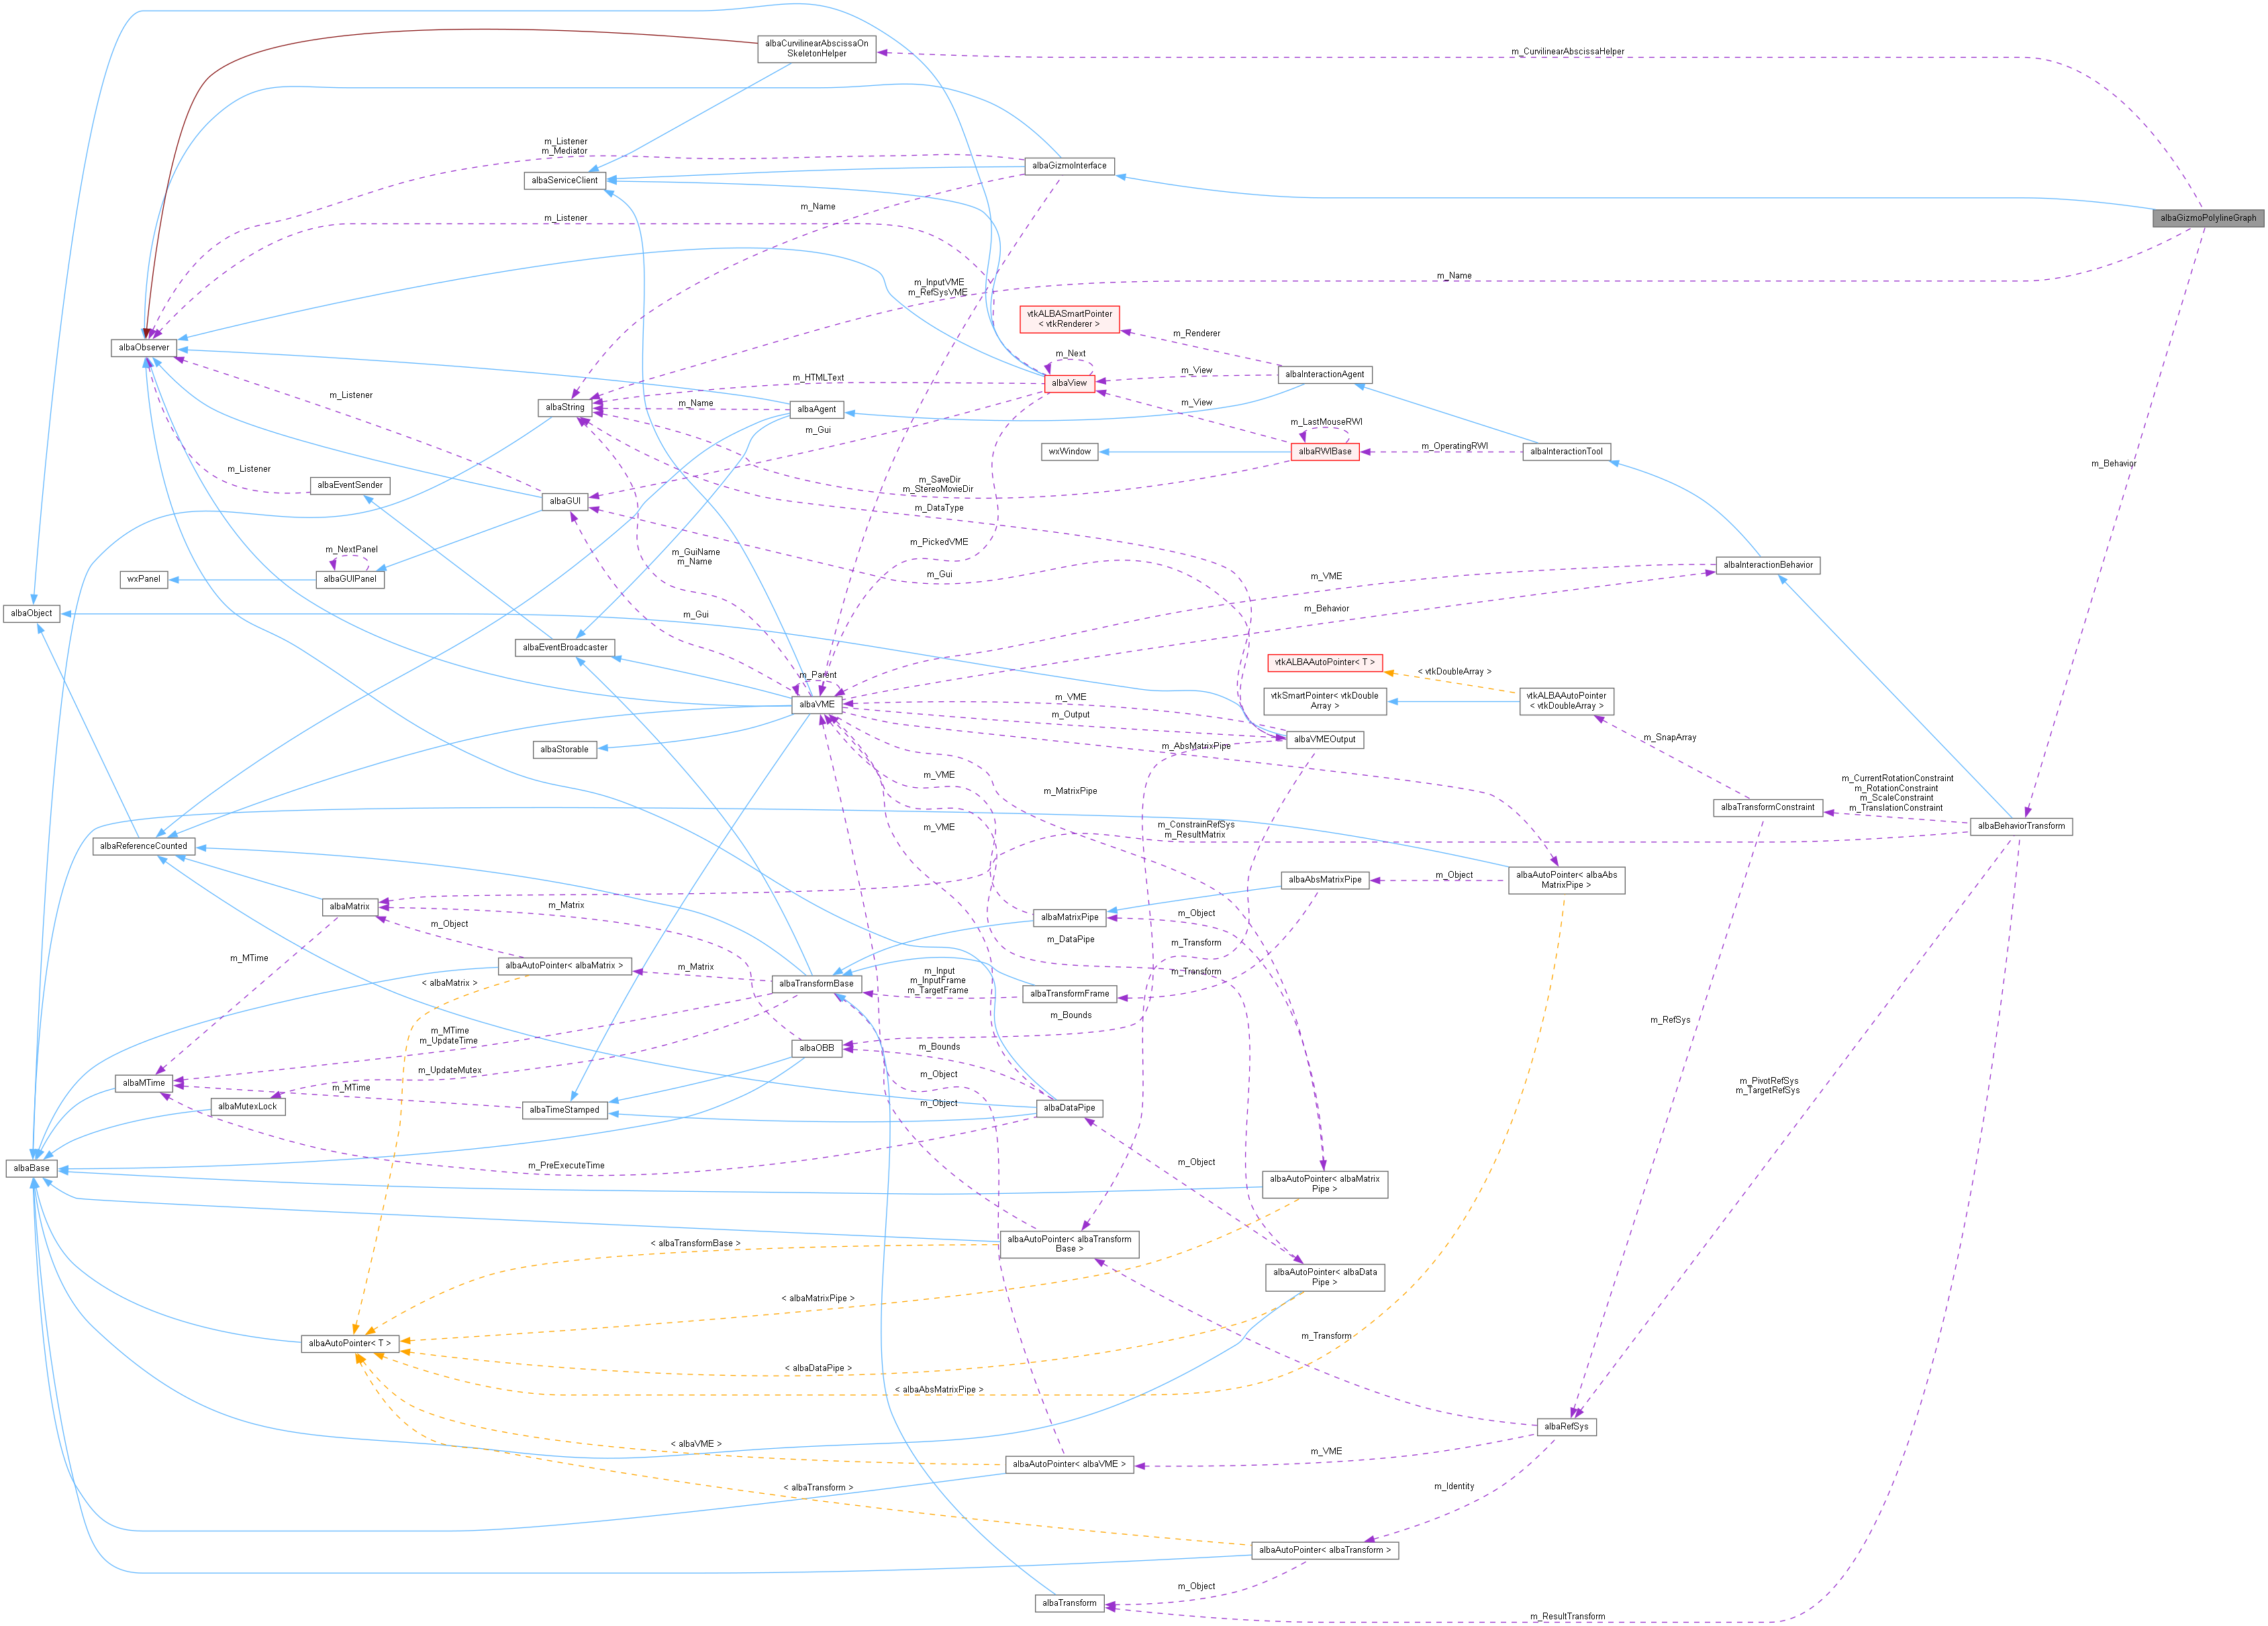 albaCurvilinearAbscissaOn
SkeletonHelper
m_CurvilinearAbscissaHelper
m_Listener
m_Mediator
albaGizmoInterface
albaServiceClient
m_Name
m_Listener
albaGizmoPolylineGraph
m_Name
m_InputVME
m_RefSysVME
vtkALBASmartPointer
< vtkRenderer >
m_Renderer
albaObserver
m_Next
m_HTMLText
albaView
m_View
albaInteractionAgent
m_Listener
albaString
m_Name
albaAgent
m_View
m_Gui
m_LastMouseRWI
wxWindow
albaRWIBase
m_OperatingRWI
albaInteractionTool
m_Behavior
m_Listener
albaEventSender
albaGUI
m_SaveDir
m_StereoMovieDir
m_DataType
m_NextPanel
wxPanel
albaGUIPanel
m_GuiName
m_Name
m_PickedVME
m_Gui
m_VME
albaInteractionBehavior
albaObject
m_Gui
m_Behavior
albaEventBroadcaster
m_Parent
vtkALBAAutoPointer< T >
< vtkDoubleArray >
albaVME
m_VME
m_Output
vtkSmartPointer< vtkDouble
Array >
vtkALBAAutoPointer
< vtkDoubleArray >
albaStorable
albaVMEOutput
m_AbsMatrixPipe
m_SnapArray
m_VME
m_MatrixPipe
m_CurrentRotationConstraint
m_RotationConstraint
m_ScaleConstraint
m_TranslationConstraint
albaTransformConstraint
albaBehaviorTransform
m_VME
m_ConstrainRefSys
m_ResultMatrix
albaReferenceCounted
albaAbsMatrixPipe
m_Object
albaAutoPointer< albaAbs
MatrixPipe >
albaMatrix
m_Matrix
m_Object
albaMatrixPipe
m_Object
m_DataPipe
m_Transform
m_MTime
albaAutoPointer< albaMatrix >
m_Matrix
< albaMatrix >
albaTransformBase
m_Input
m_InputFrame
m_TargetFrame
m_Transform
albaTransformFrame
m_Bounds
m_RefSys
m_MTime
m_UpdateTime
albaOBB
m_Bounds
m_UpdateMutex
m_Object
albaMTime
m_MTime
albaMutexLock
albaTimeStamped
m_Object
albaDataPipe
m_PivotRefSys
m_TargetRefSys
m_PreExecuteTime
m_Object
albaBase
albaAutoPointer< albaMatrix
Pipe >
< albaTransformBase >
albaAutoPointer< albaTransform
Base >
albaAutoPointer< albaData
Pipe >
< albaMatrixPipe >
albaAutoPointer< T >
m_Transform
< albaDataPipe >
< albaAbsMatrixPipe >
albaRefSys
< albaVME >
m_VME
albaAutoPointer< albaVME >
< albaTransform >
m_Identity
albaAutoPointer< albaTransform >
m_Object
albaTransform
m_ResultTransform